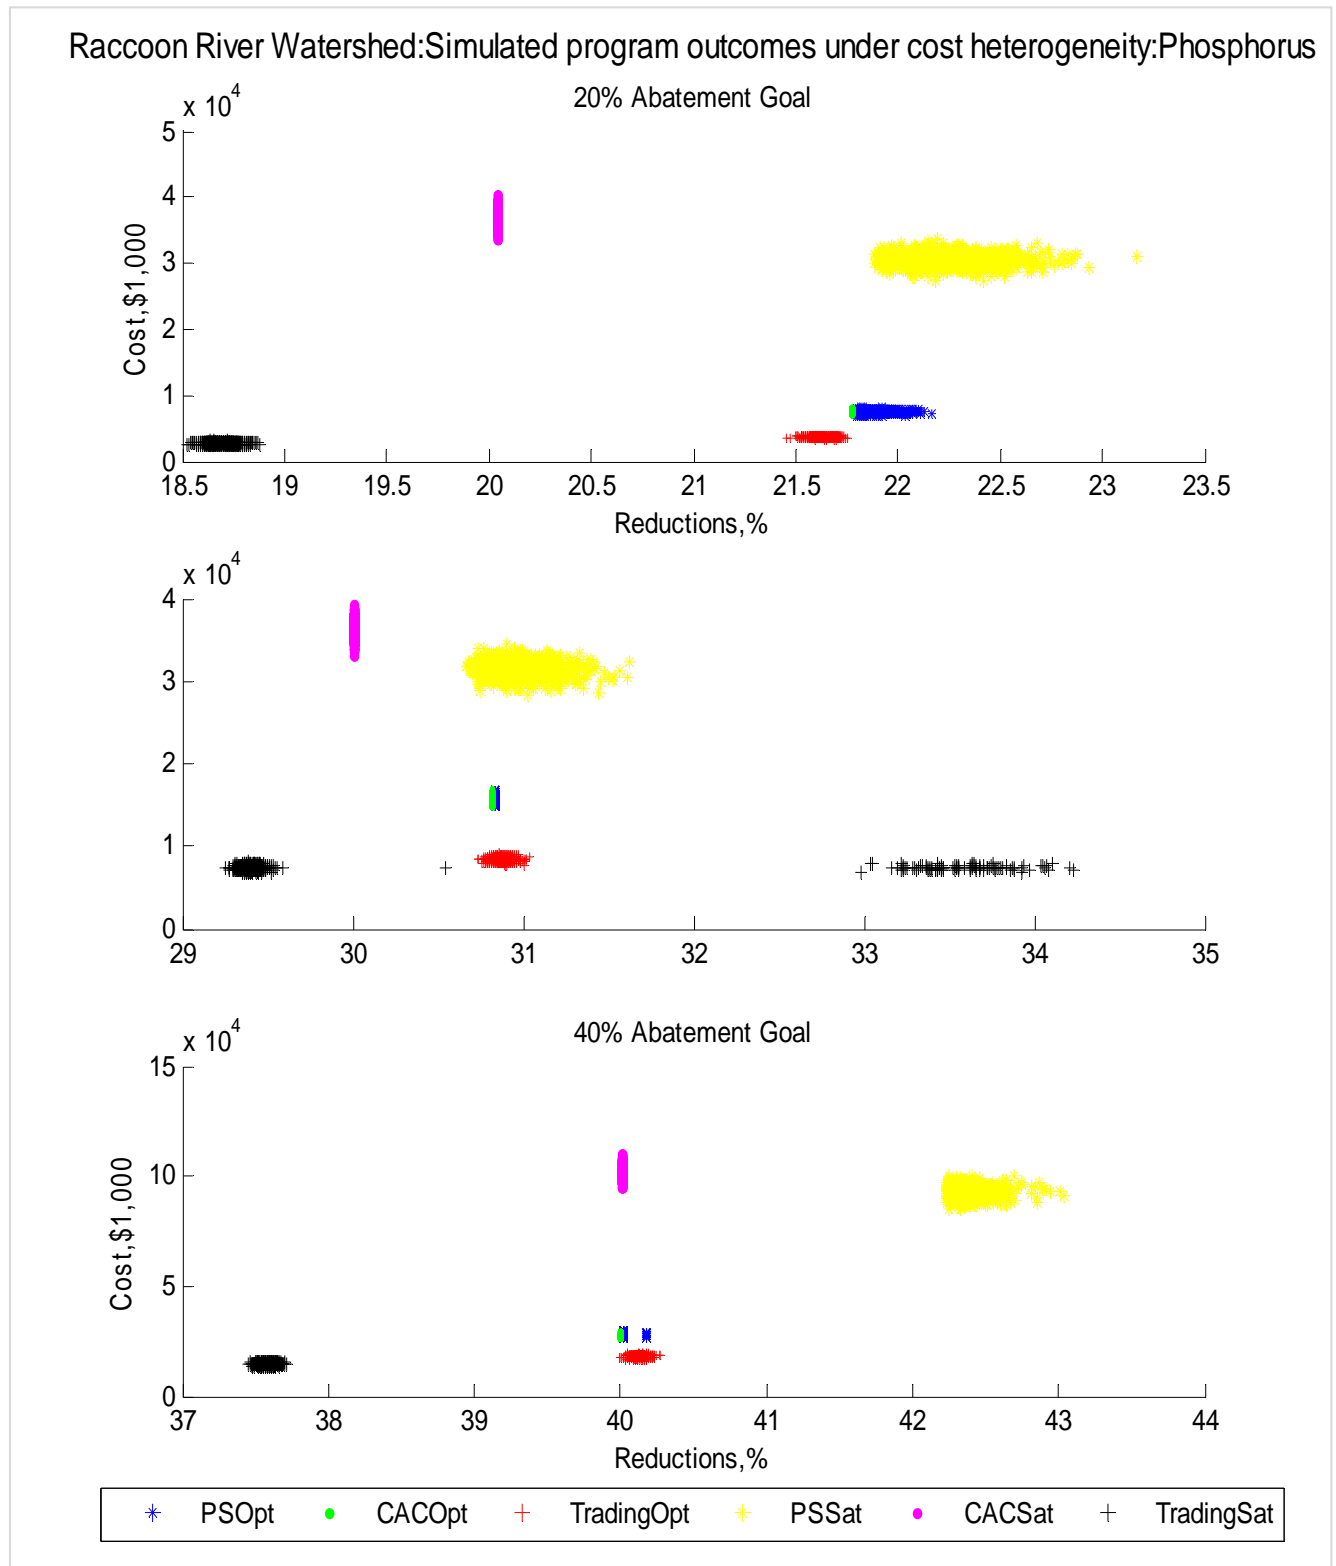 Raccoon River Watershed:Simulated program outcomes under cost heterogeneity:Phosphorus
x 10^4
20% Abatement Goal
5
4
3
2
1
0
Cost,$1,000
18.5 19 19.5 20 20.5 21 21.5 22 22.5 23 23.5
Reductions,%
x 10^4
4
3
2
1
0
29 30 31 32 33 34 35
x 10^4
40% Abatement Goal
15
10
5
0
Cost,$1,000
37 38 39 40 41 42 43 44
Reductions,%
PSOpt CACOpt TradingOpt PSSat CACSat TradingSat